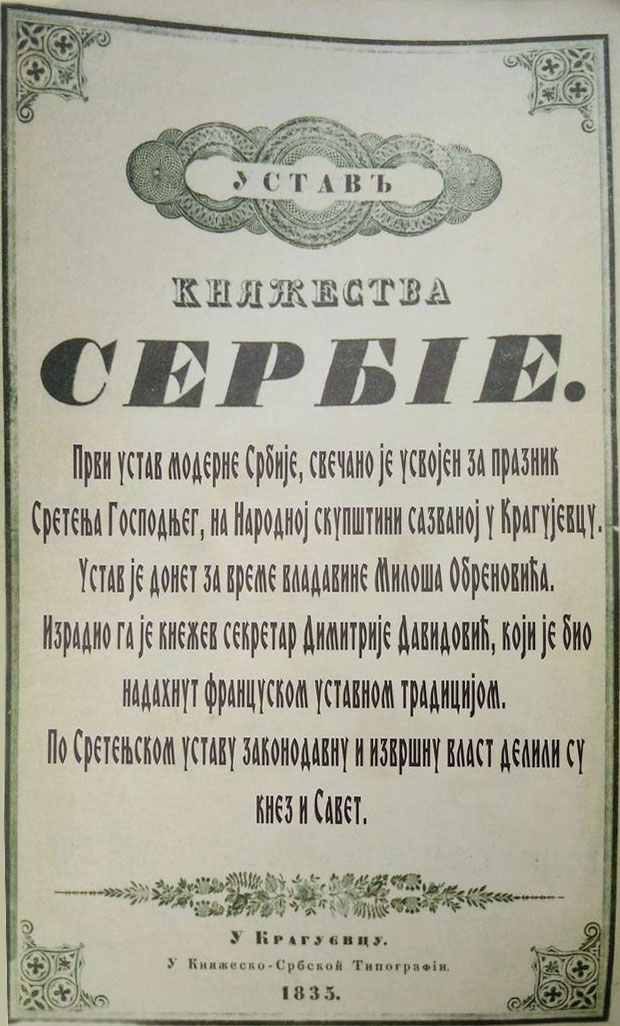 УСТАВЪ
КНЯЖЕСТВА
СЕРБІЕ.
Први устав модерне Србије, свечано је усвојен за празник
Сретења Господњег, на Народној скупштини сазваној у Крагујевцу.
Устав је донет за време владавине Милоша Обреновића.
Израдио га је кнежев секретар Димитрије Давидовић, који је био
надахнут француском уставном традицијом.
По Сретењском уставу законодавну и извршну власт делили су
кнез и Савет.
У Крагуєвцу.
У Княжеско-Србской Типографіи.
1835.